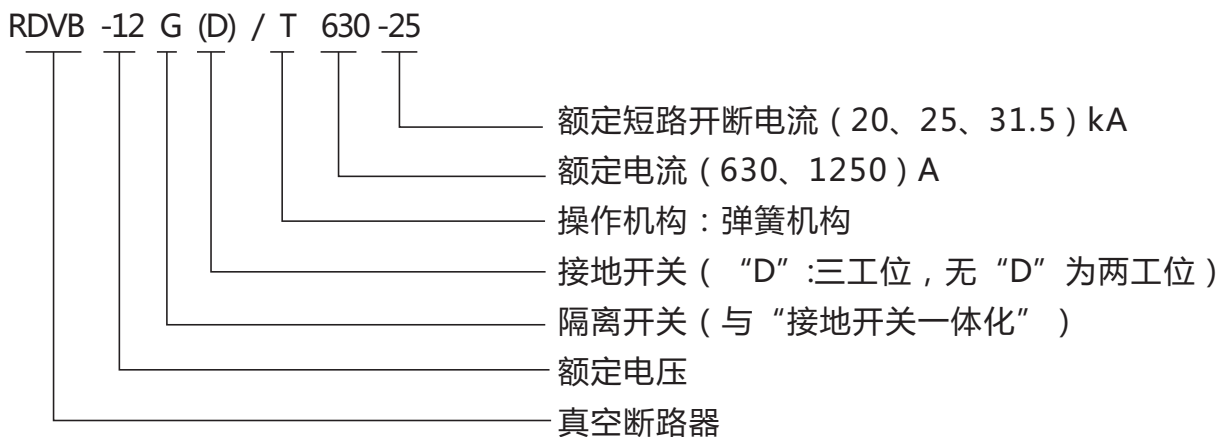 RDVB -12 G (D) / T 630 -25
额定短路开断电流（20、25、31.5）kA
额定电流（630、1250）A
操作机构：弹簧机构
接地开关（ “D” :三工位，无 “D” 为两工位）
隔离开关（与 “接地开关一体化” ）
额定电压
真空断路器